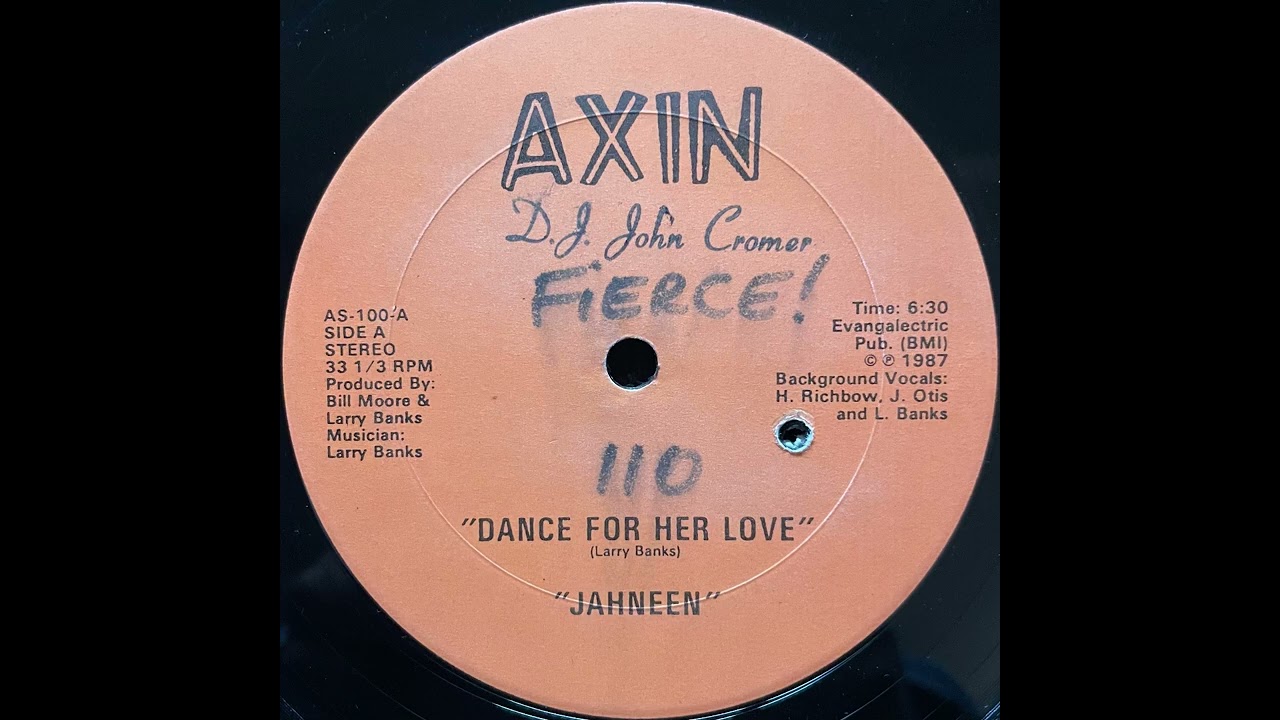 AXIN
D.J. John Cromer
FiERCE!
AS-100-A
SIDE A
STEREO
33 1/3 RPM
Produced By:
Bill Moore &
Larry Banks
Musician:
Larry Banks
Time: 6:30
Evangalectric
Pub. (BMI)
© ℗ 1987
Background Vocals:
H. Richbow, J. Otis
and L. Banks
110
"DANCE FOR HER LOVE"
(Larry Banks)
"JAHNEEN"